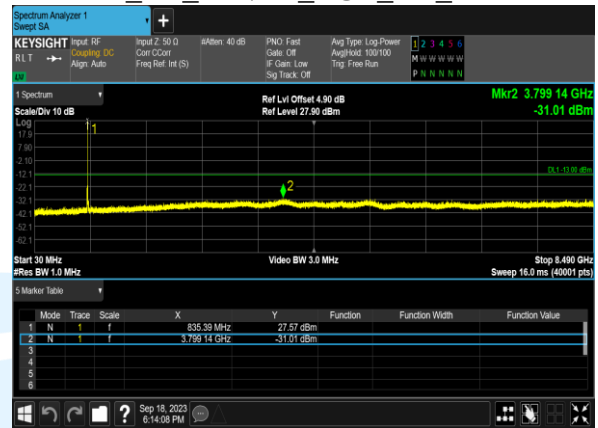 Spectrum Analyzer 1
Swept SA
+
KEYSIGHT
RLT
LV
Input: RF
Coupling: DC
Align: Auto
Input Z: 50 Ω
Corr CCorr
Freq Ref: Int (S)
#Atten: 40 dB
PNO: Fast
Gate: Off
IF Gain: Low
Sig Track: Off
Avg Type: Log-Power
Avg|Hold: 100/100
Trig: Free Run
1 2 3 4 5 6
M W W W W W
P N N N N N
1 Spectrum
Scale/Div 10 dB
Ref Lvl Offset 4.90 dB
Ref Level 27.90 dBm
Mkr2 3.799 14 GHz
-31.01 dBm
Log
17.9
7.90
-2.10
-12.1
-22.1
-32.1
-42.1
-52.1
-62.1
1
2
DL1 -13.00 dBm
Start 30 MHz
#Res BW 1.0 MHz
Video BW 3.0 MHz
Stop 8.490 GHz
Sweep 16.0 ms (40001 pts)
5 Marker Table
Mode Trace Scale X Y Function Function Width Function Value
1 N 1 f 835.39 MHz 27.57 dBm
2 N 1 f 3.799 14 GHz -31.01 dBm
3
4
5
6
?
Sep 18, 2023
6:14:08 PM